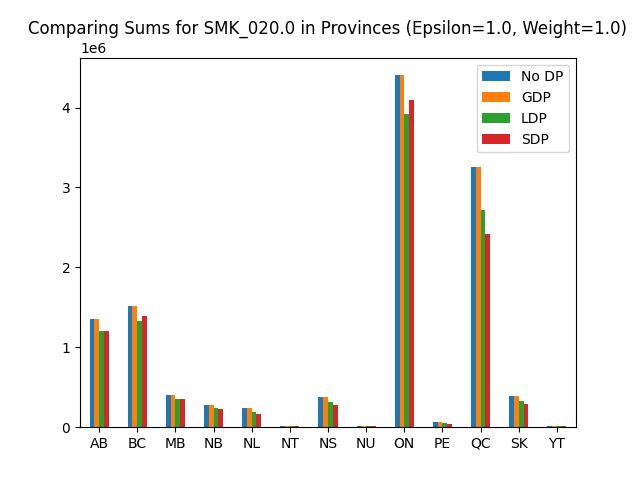 Comparing Sums for SMK_020.0 in Provinces (Epsilon=1.0, Weight=1.0)
1e6
No DP
GDP
LDP
SDP
4
3
2
1
0
AB BC MB NB NL NT NS NU ON PE QC SK YT